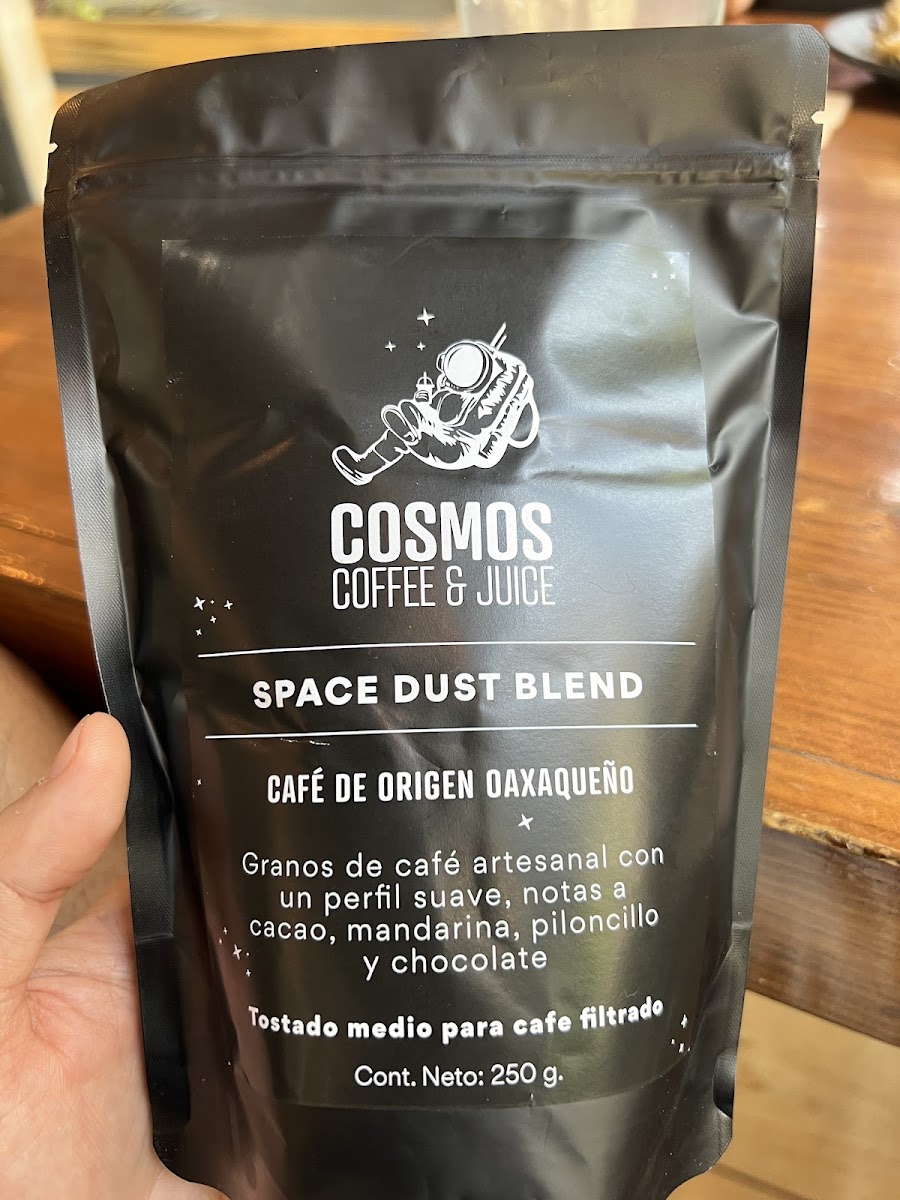 COSMOS
COFFEE & JUICE
SPACE DUST BLEND
CAFÉ DE ORIGEN OAXAQUEÑO
Granos de café artesanal con
un perfil suave, notas a
cacao, mandarina, piloncillo
y chocolate
Tostado medio para cafe filtrado
Cont. Neto: 250 g.